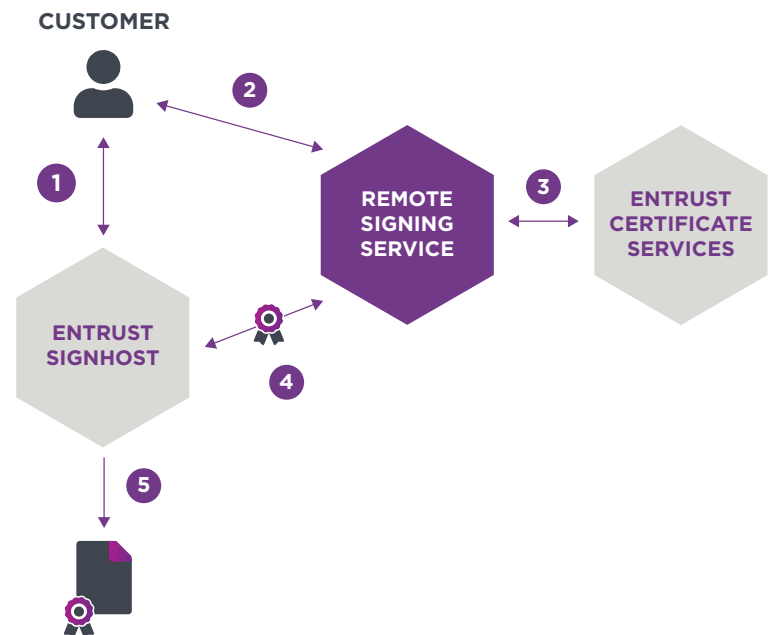 CUSTOMER
2
1
REMOTE
SIGNING
SERVICE
3
ENTRUST
CERTIFICATE
SERVICES
ENTRUST
SIGNHOST
4
5